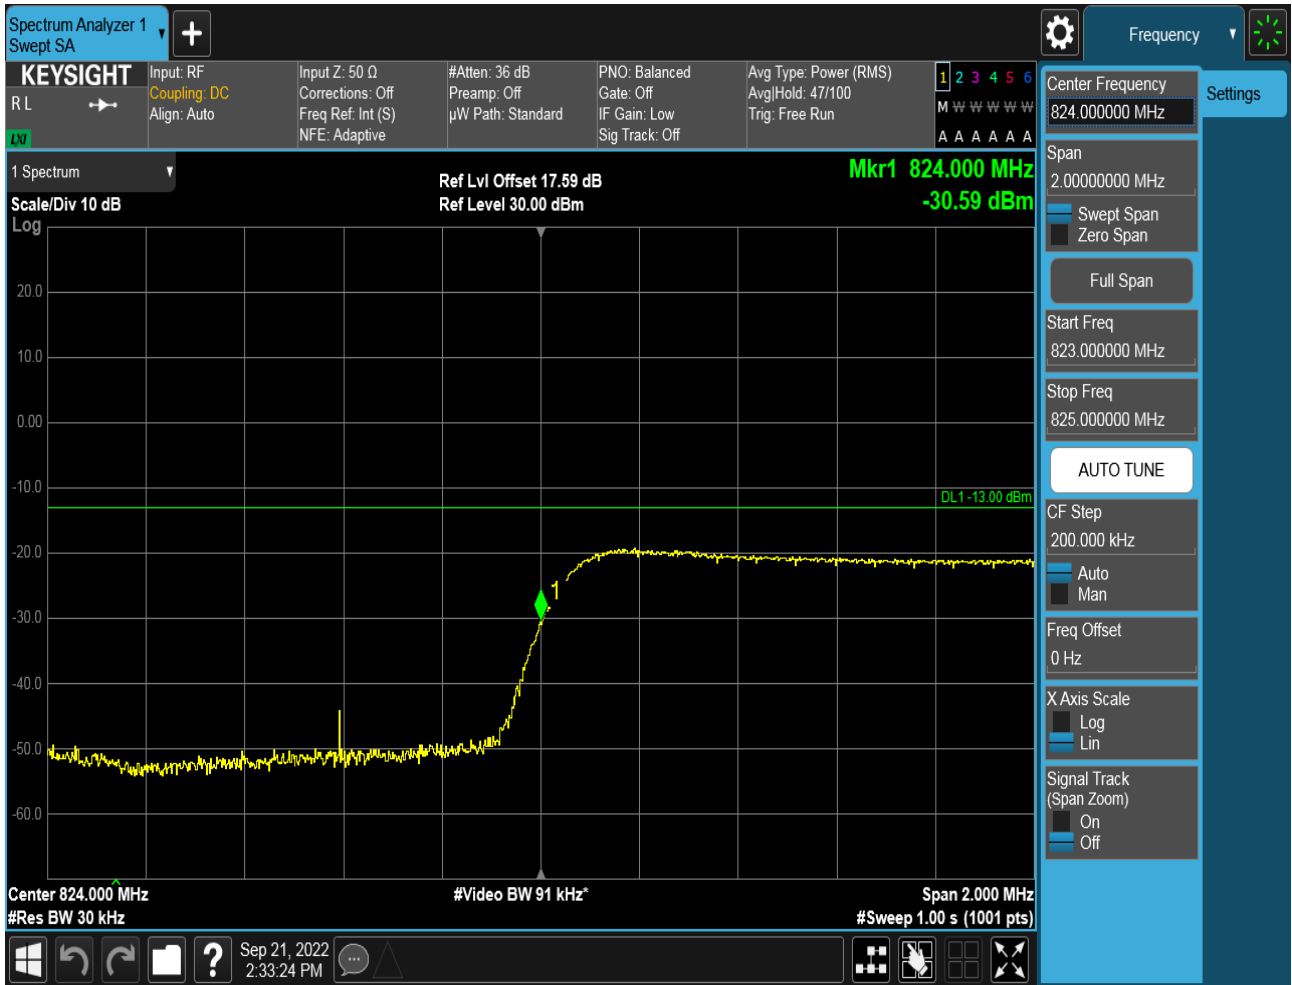 Spectrum Analyzer 1
Swept SA
Frequency
KEYSIGHT
R L
LXI
Input: RF
Coupling: DC
Align: Auto
Input Z: 50 Ω
Corrections: Off
Freq Ref: Int (S)
NFE: Adaptive
#Atten: 36 dB
Preamp: Off
µW Path: Standard
PNO: Balanced
Gate: Off
IF Gain: Low
Sig Track: Off
Avg Type: Power (RMS)
Avg|Hold: 47/100
Trig: Free Run
1 2 3 4 5 6
M W W W W W
A A A A A A
1 Spectrum
Scale/Div 10 dB
Log
Ref Lvl Offset 17.59 dB
Ref Level 30.00 dBm
Mkr1 824.000 MHz
-30.59 dBm
20.0
10.0
0.00
-10.0
DL1 -13.00 dBm
-20.0
1
-30.0
-40.0
-50.0
-60.0
Center 824.000 MHz
#Res BW 30 kHz
#Video BW 91 kHz*
Span 2.000 MHz
#Sweep 1.00 s (1001 pts)
?
Sep 21, 2022
2:33:24 PM
Center Frequency
824.000000 MHz
Settings
Span
2.00000000 MHz
Swept Span
Zero Span
Full Span
Start Freq
823.000000 MHz
Stop Freq
825.000000 MHz
AUTO TUNE
CF Step
200.000 kHz
Auto
Man
Freq Offset
0 Hz
X Axis Scale
Log
Lin
Signal Track
(Span Zoom)
On
Off